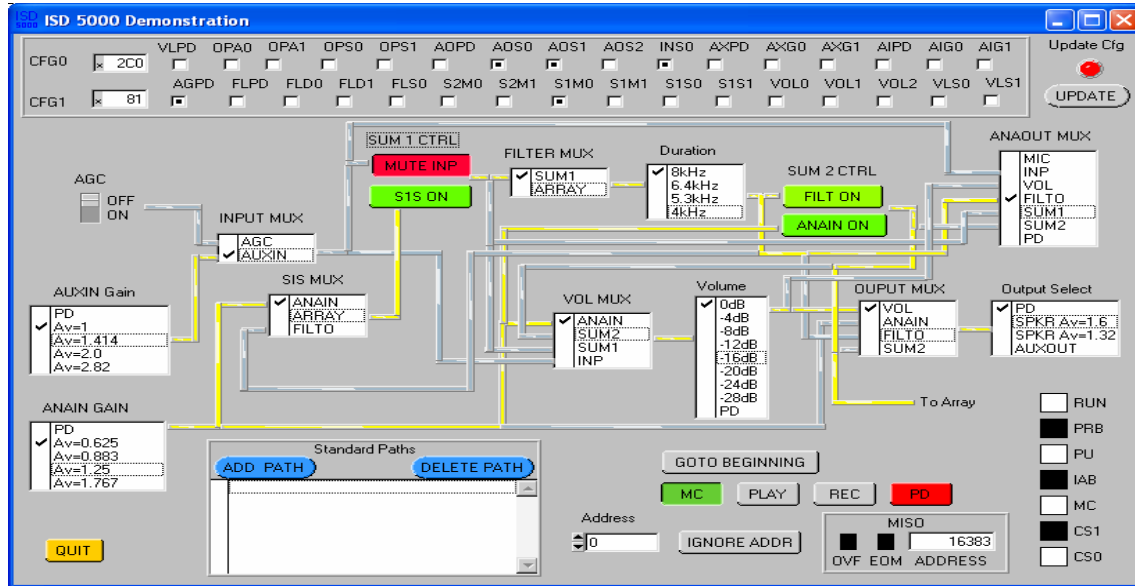 ISD 5000 ISD 5000 Demonstration
VLPD OPA0 OPA1 OPS0 OPS1 AOPD AOS0 AOS1 AOS2 INS0 AXPD AXG0 AXG1 AIPD AIG0 AIG1 Update Cfg
CFG0 x 2C0
AGPD FLPD FLD0 FLD1 FLS0 S2M0 S2M1 S1M0 S1M1 S1S0 S1S1 VOL0 VOL1 VOL2 VLS0 VLS1
CFG1 x 81 UPDATE
SUM 1 CTRL
MUTE INP
S1S ON
FILTER MUX
SUM1
ARRAY
Duration
8kHz
6.4kHz
5.3kHz
4kHz
SUM 2 CTRL
FILT ON
ANAIN ON
ANAOUT MUX
MIC
INP
VOL
FILTO
SUM1
SUM2
PD
AGC
OFF
ON
INPUT MUX
AGC
AUXIN
SIS MUX
ANAIN
ARRAY
FILTO
AUXIN Gain
PD
Av=1
Av=1.414
Av=2.0
Av=2.82
VOL MUX
ANAIN
SUM2
SUM1
INP
Volume
0dB
-4dB
-8dB
-12dB
-16dB
-20dB
-24dB
-28dB
PD
OUPUT MUX
VOL
ANAIN
FILTO
SUM2
Output Select
PD
SPKR Av=1.6
SPKR Av=1.32
AUXOUT
To Array
ANAIN GAIN
PD
Av=0.625
Av=0.883
Av=1.25
Av=1.767
Standard Paths
ADD PATH DELETE PATH
GOTO BEGINNING
MC PLAY REC PD
Address
0
IGNORE ADDR
MISO
16383
OVF EOM ADDRESS
RUN
PRB
PU
IAB
MC
CS1
CS0
QUIT